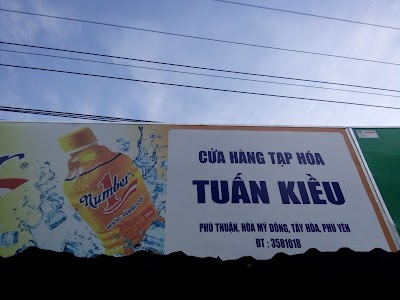 Number
1
CỬA HÀNG TẠP HÓA
TUẤN KIỀU
PHÚ THUẬN, HÒA MỸ ĐÔNG, TÂY HÒA, PHÚ YÊN
ĐT : 3581018